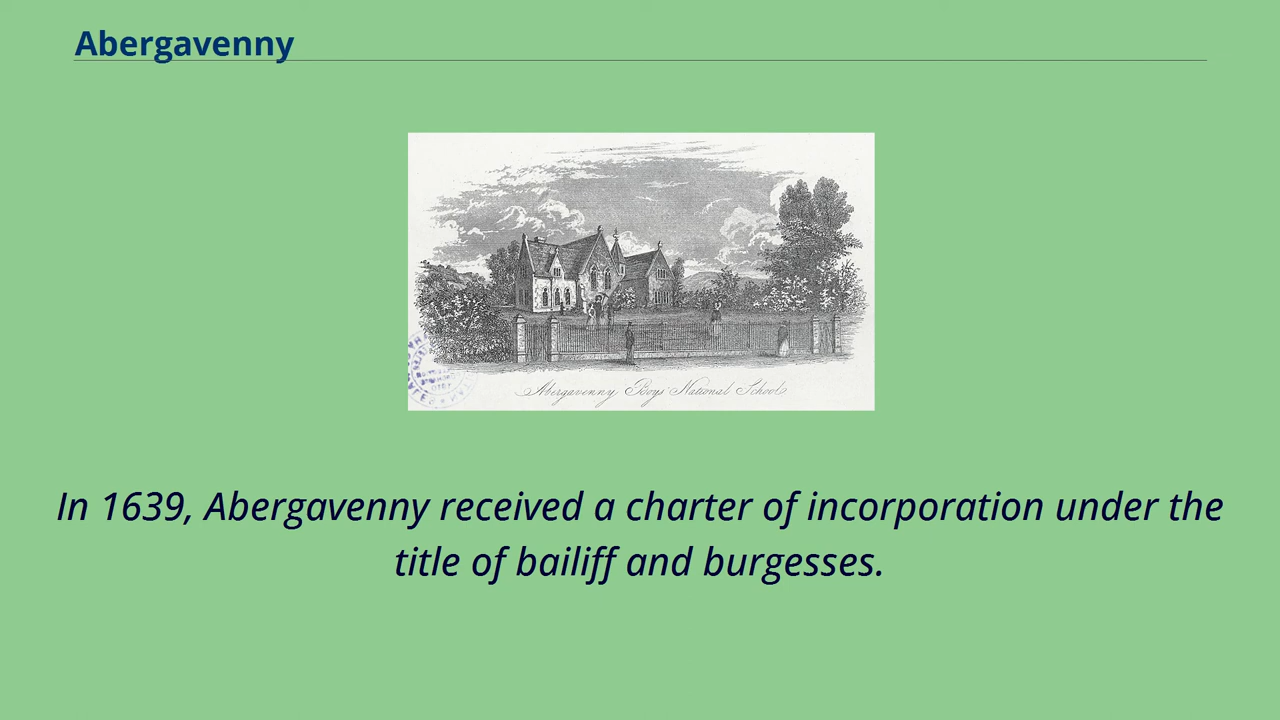 Abergavenny
Abergavenny Boys' National School
In 1639, Abergavenny received a charter of incorporation under the
title of bailiff and burgesses.